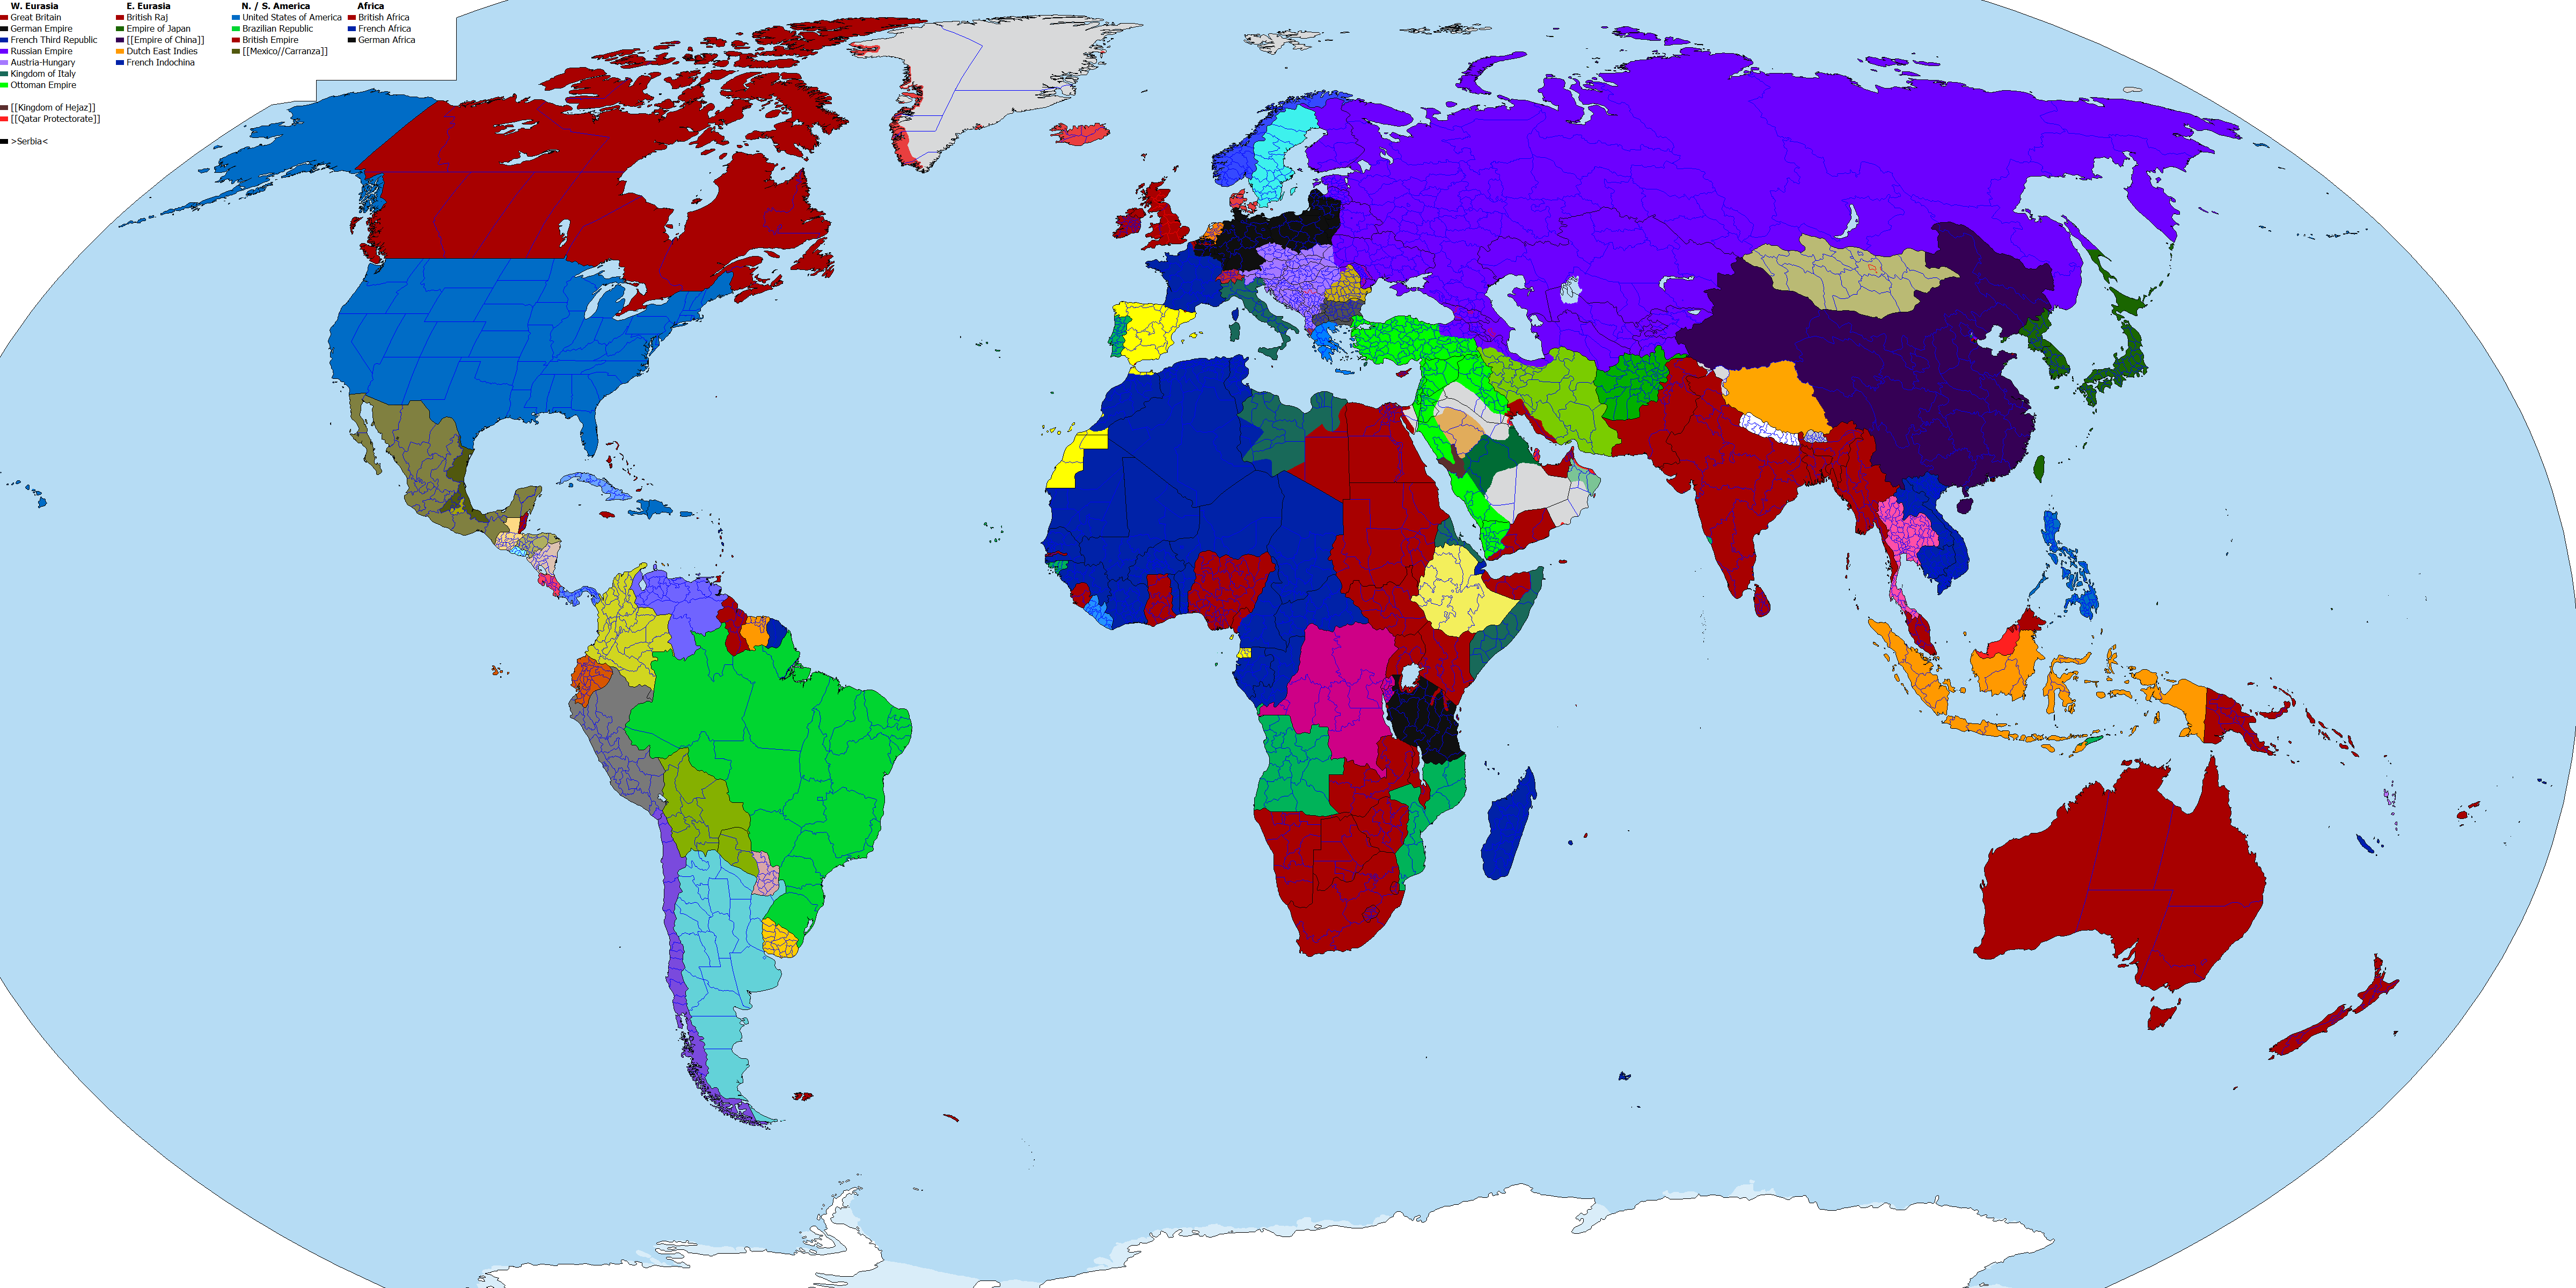 W. Eurasia
Great Britain
German Empire
French Third Republic
Russian Empire
Austria-Hungary
Kingdom of Italy
Ottoman Empire
[[Kingdom of Hejaz]]
[[Qatar Protectorate]]
>Serbia<
E. Eurasia
British Raj
Empire of Japan
[[Empire of China]]
Dutch East Indies
French Indochina
N. / S. America
United States of America
Brazilian Republic
British Empire
[[Mexico//Carranza]]
Africa
British Africa
French Africa
German Africa